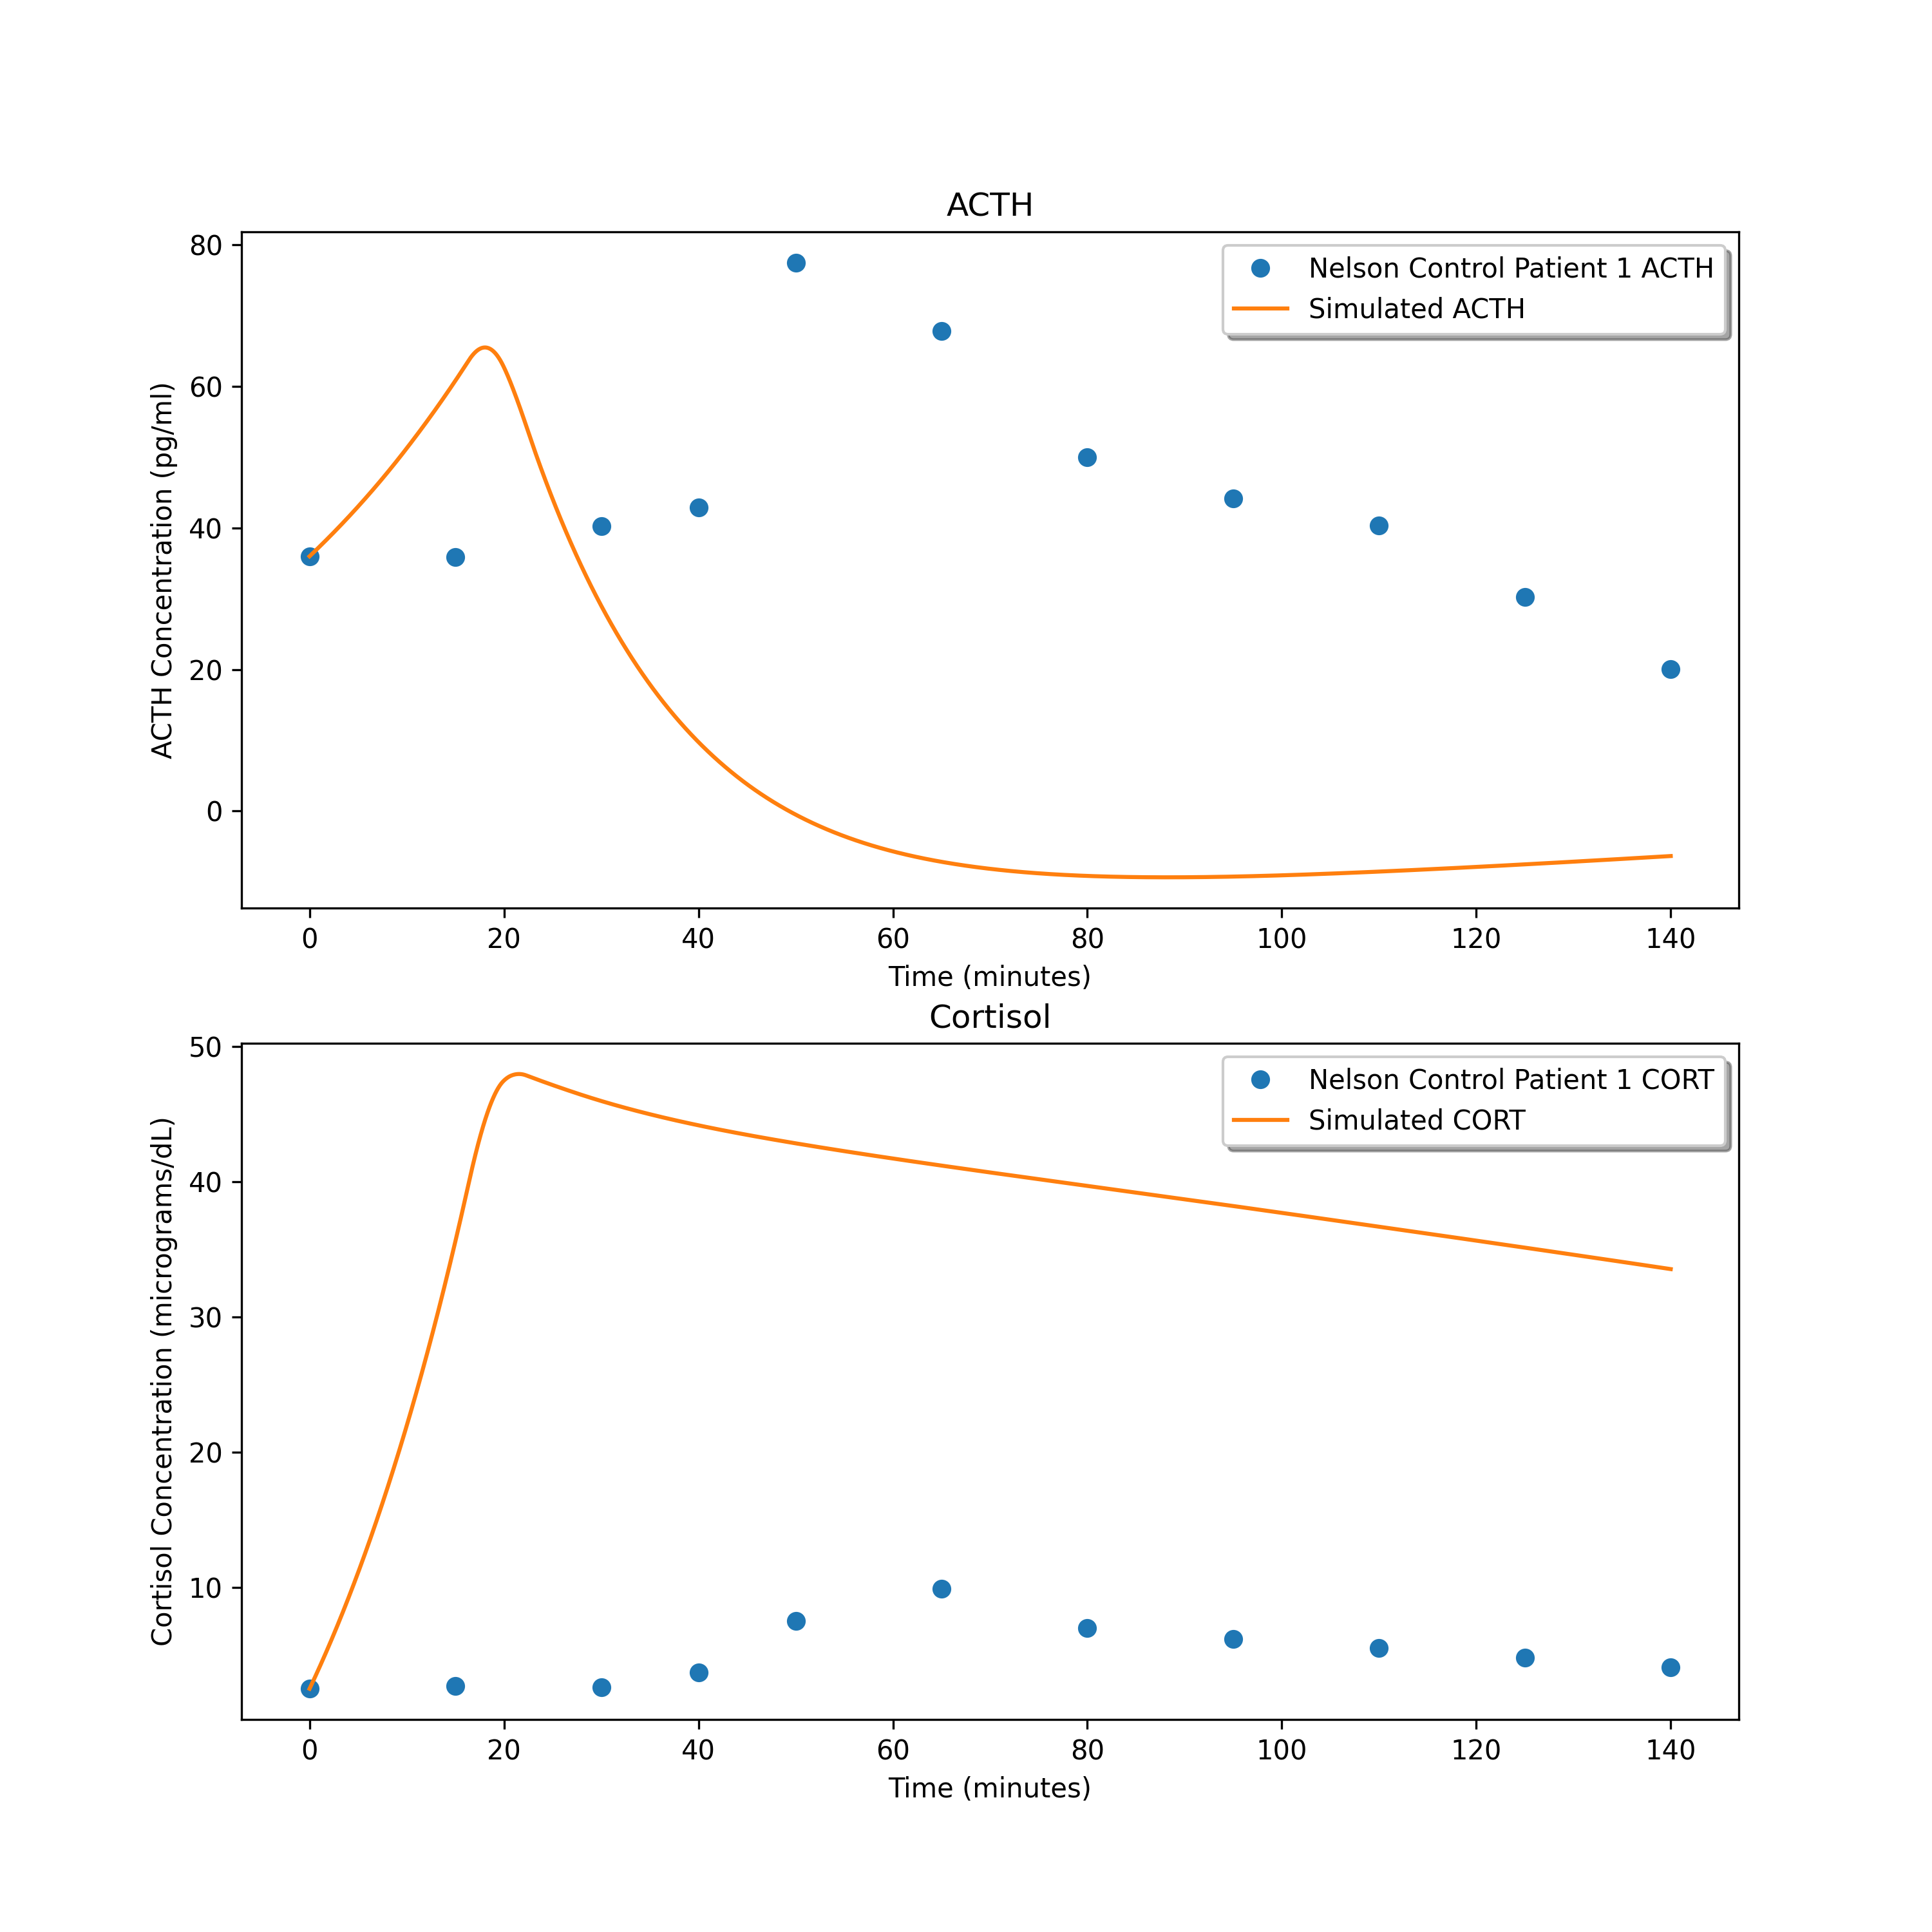 ACTH
80
60
40
20
0
ACTH Concentration (pg/ml)
Nelson Control Patient 1 ACTH
Simulated ACTH
0 20 40 60 80 100 120 140
Time (minutes)
Cortisol
50
40
30
20
10
Cortisol Concentration (micrograms/dL)
Nelson Control Patient 1 CORT
Simulated CORT
0 20 40 60 80 100 120 140
Time (minutes)